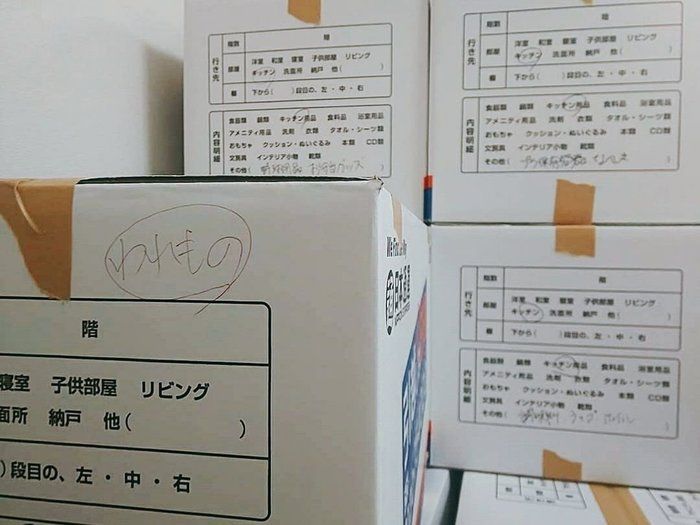 行き先
複数
階
部屋
洋室 和室 寝室 子供部屋 リビング
キッチン 洗面所 納戸 他( )
棚
下から( )段目の、左・中・右
内容明細
食器類 鍋類 キッチン用品 食料品 浴室用品
アメニティ用品 洗剤 衣類 タオル・シーツ類
おもちゃ クッション・ぬいぐるみ 本類 CD類
文房具 インテリア小物 靴類
その他(
行き先
階
部屋
洋室 和室 寝室 子供部屋 リビング
キッチン 洗面所 納戸 他( )
棚
下から( )段目の、左・中・右
内容明細
食器類 鍋類 キッチン用品 食料品 浴室用品
アメニティ用品 洗剤 衣類 タオル・シーツ類
おもちゃ クッション・ぬいぐるみ 本類 CD類
文房具 インテリア小物 靴類
その他(
われもの
階
寝室 子供部屋 リビング
面所 納戸 他( )
)段目の、左・中・右
日本通運
行き先
階
部屋
洋室 和室 寝室 子供部屋 リビング
キッチン 洗面所 納戸 他( )
棚
下から( )段目の、左・中・右
内容明細
食器類 鍋類 キッチン用品 食料品 浴室用品
アメニティ用品 洗剤 衣類 タオル・シーツ類
おもちゃ クッション・ぬいぐるみ 本類 CD類
文房具 インテリア小物 靴類
その他(